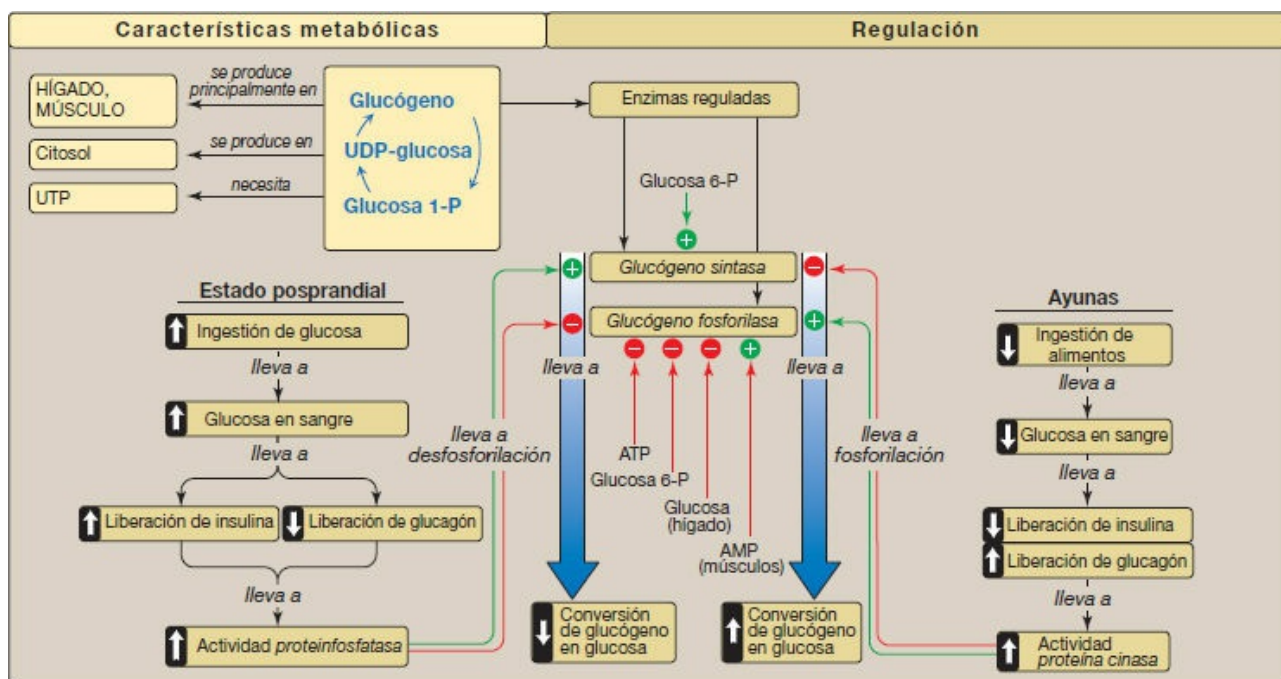 Características metabólicas
Regulación
HÍGADO,
MÚSCULO
se produce
principalmente en
Citosol
se produce en
UTP
necesita
Glucógeno
UDP-glucosa
Glucosa 1-P
Enzimas reguladas
Glucosa 6-P
+
Glucógeno sintasa
+
−
Glucógeno fosforilasa
−
+
− − − +
ATP
Glucosa 6-P
Glucosa
(hígado)
AMP
(músculos)
Estado posprandial
Ingestión de glucosa
lleva a
Glucosa en sangre
lleva a
Liberación de insulina
Liberación de glucagón
lleva a
Actividad proteinfosfatasa
lleva a
desfosforilación
lleva a
Conversión
de glucógeno
en glucosa
lleva a
Conversión
de glucógeno
en glucosa
lleva a
fosforilación
Ayunas
Ingestión de
alimentos
lleva a
Glucosa en sangre
lleva a
Liberación de insulina
Liberación de glucagón
lleva a
Actividad
proteína cinasa